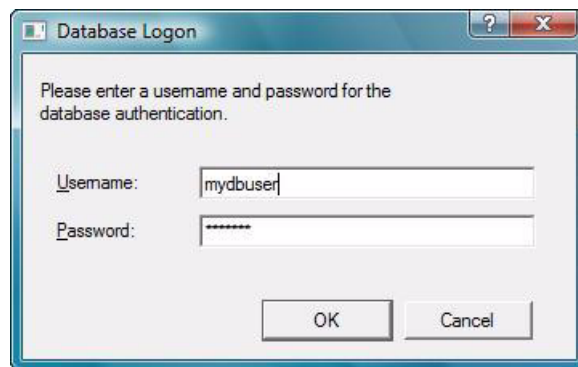 Database Logon
?
X
Please enter a username and password for the
database authentication.
Username:
mydbuser
Password:
*******
OK
Cancel